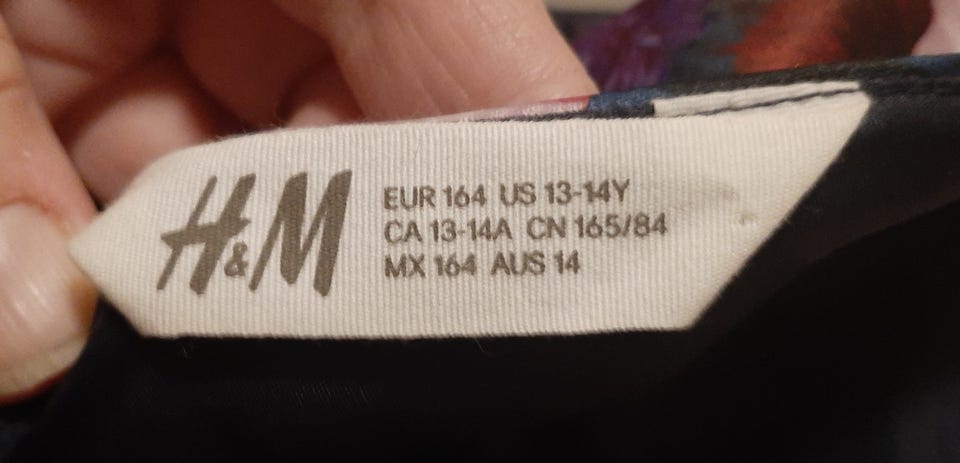 H&M
EUR 164 US 13-14Y
CA 13-14A CN 165/84
MX 164 AUS 14